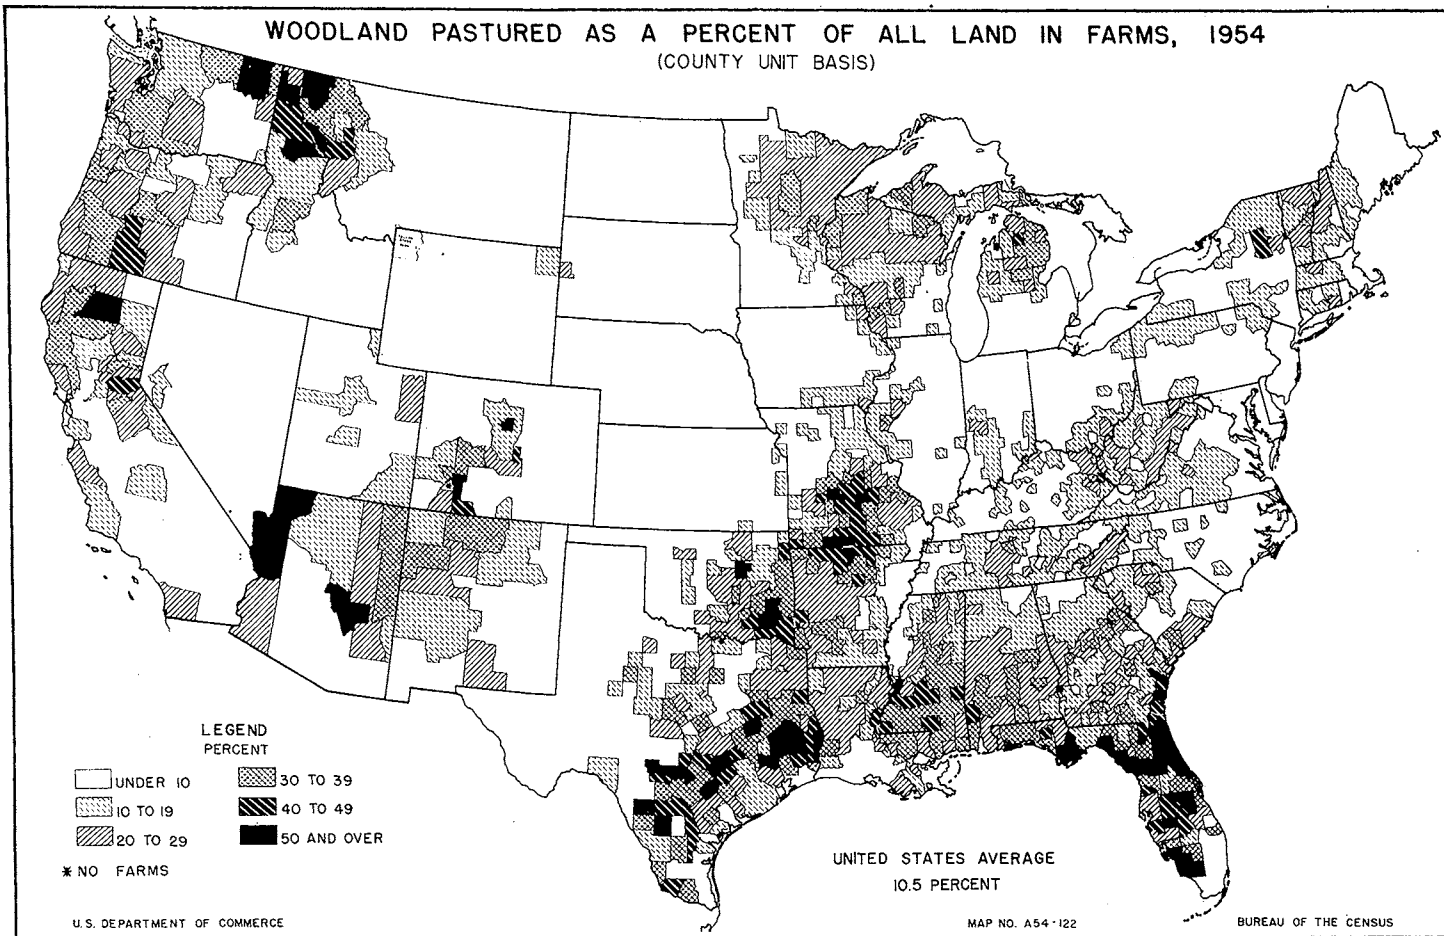 WOODLAND PASTURED AS A PERCENT OF ALL LAND IN FARMS, 1954
(COUNTY UNIT BASIS)
LEGEND
PERCENT
UNDER 10
30 TO 39
10 TO 19
40 TO 49
20 TO 29
50 AND OVER
* NO FARMS
UNITED STATES AVERAGE
10.5 PERCENT
U.S. DEPARTMENT OF COMMERCE
MAP NO. A54-122
BUREAU OF THE CENSUS